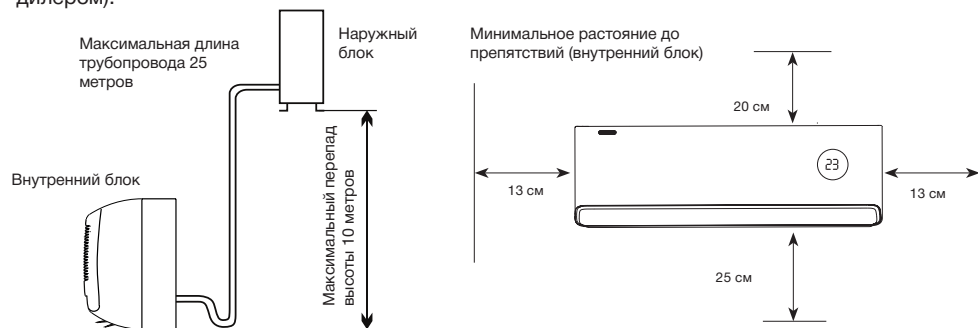 дилером).
Максимальная длина
трубопровода 25
метров
Наружный
блок
Внутренний блок
Максимальный перепад
высоты 10 метров
Минимальное растояние до
препятствий (внутренний блок)
20 см
23
13 см
13 см
25 см